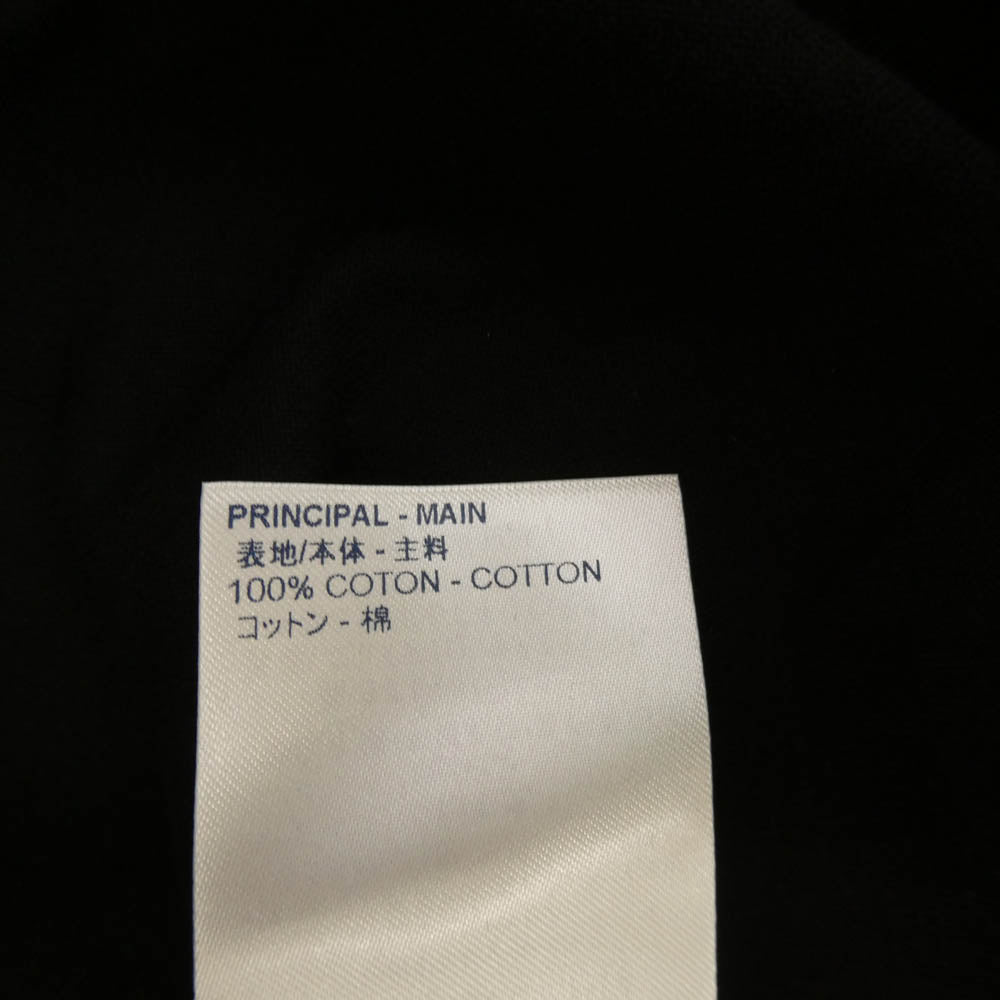 PRINCIPAL - MAIN
表地/本体 - 主料
100% COTON - COTTON
コットン - 棉